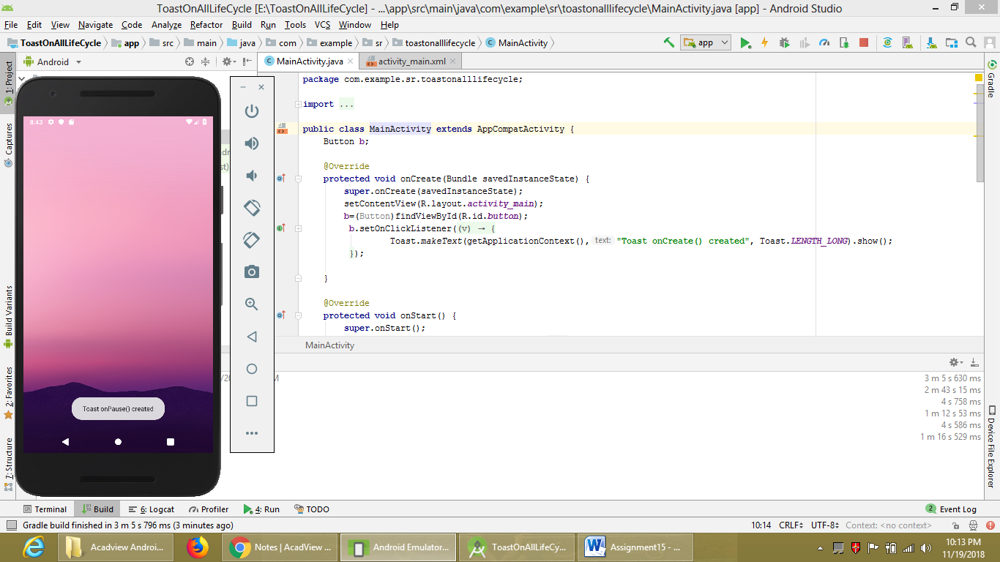 ToastOnAllLifeCycle [E:\ToastOnAllLifeCycle] - ...\app\src\main\java\com\example\sr\toastonalllifecycle\MainActivity.java [app] - Android Studio
File Edit View Navigate Code Analyze Refactor Build Run Tools VCS Window Help
ToastOnAllLifeCycle app src main java com example sr toastonalllifecycle MainActivity app
Android
MainActivity.java activity_main.xml
1: Project
Captures
Build Variants
2: Favorites
7: Structure
Gradle
Device File Explorer
8:43
Toast onPause() created
package com.example.sr.toastonalllifecycle;
import ...
public class MainActivity extends AppCompatActivity {
Button b;
@Override
protected void onCreate(Bundle savedInstanceState) {
super.onCreate(savedInstanceState);
setContentView(R.layout.activity_main);
b=(Button)findViewById(R.id.button);
b.setOnClickListener((v) → {
Toast.makeText(getApplicationContext(), text: "Toast onCreate() created", Toast.LENGTH_LONG).show();
});
}
@Override
protected void onStart() {
super.onStart();
MainActivity
3 m 5 s 630 ms
2 m 43 s 15 ms
4 s 758 ms
1 m 12 s 53 ms
4 s 586 ms
1 m 16 s 529 ms
Terminal Build 6: Logcat Profiler 4: Run TODO 2 Event Log
Gradle build finished in 3 m 5 s 796 ms (3 minutes ago) 10:14 CRLF UTF-8 Context: <no context>
Acadview Androi... Notes | AcadView ... Android Emulator... ToastOnAllLifeCy... Assignment15 - ... 10:13 PM
11/19/2018